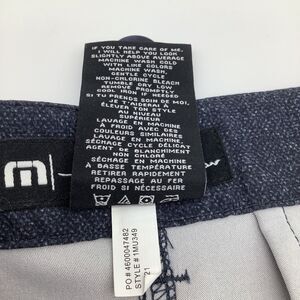 IF YOU TAKE CARE OF ME,
I WILL HELP YOU LOOK
SLIGHTLY ABOVE AVERAGE
MACHINE WASH COLD
WITH LIKE COLORS
MACHINE WASH,
GENTLE CYCLE
NON-CHLORINE BLEACH
TUMBLE DRY LOW
REMOVE PROMPTLY
COOL IRON IF NEEDED
SI TU PRENDS SOIN DE MOI,
JE T'AIDERAI À
ÉLEVER TON STYLE
AU NIVEAU
SUPÉRIEUR
LAVAGE EN MACHINE
À FROID AVEC DES
COULEURS SIMILAIRES
LAVAGE EN MACHINE,
SÉCHAGE CYCLE DÉLICAT
AGENT DE BLANCHIMENT
NON CHLORÉ
SÉCHAGE EN MACHINE
À BASSE TEMPÉRATURE
RETIRER RAPIDEMENT
REPASSAGE AU FER
FROID SI NÉCESSAIRE
PO# 4600047482
STYLE# 1MU349
21